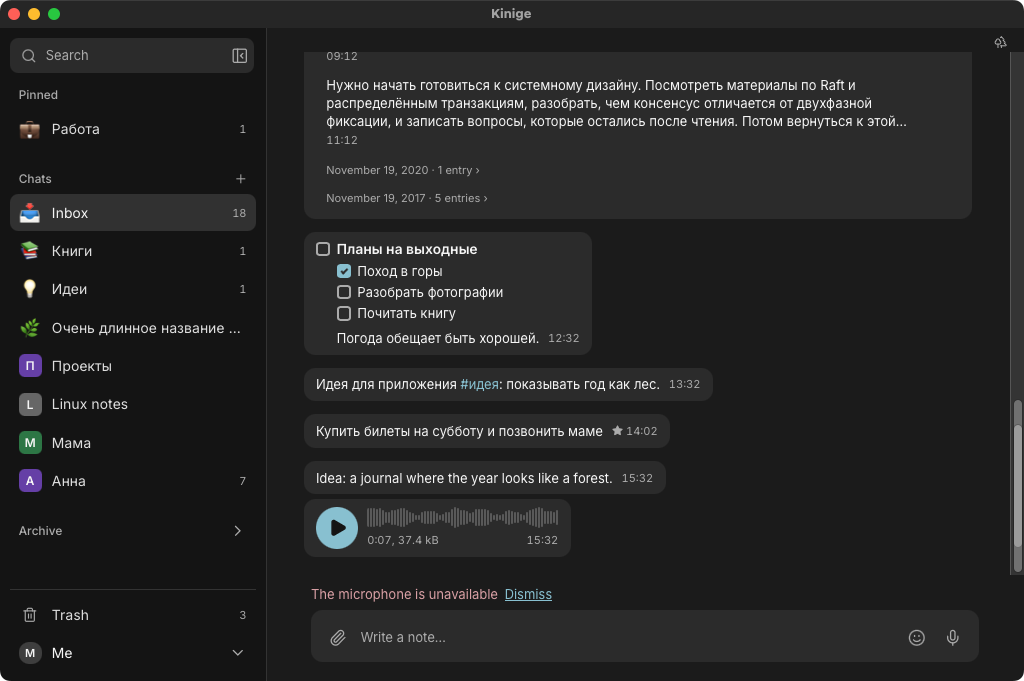 Kinige
Search
Pinned
Работа 1
Chats +
Inbox 18
Книги 1
Идеи 1
Очень длинное название ...
П Проекты
L Linux notes
М Мама
А Анна 7
Archive
Trash 3
M Me
09:12
Нужно начать готовиться к системному дизайну. Посмотреть материалы по Raft и
распределённым транзакциям, разобрать, чем консенсус отличается от двухфазной
фиксации, и записать вопросы, которые остались после чтения. Потом вернуться к этой...
11:12
November 19, 2020 · 1 entry ›
November 19, 2017 · 5 entries ›
Планы на выходные
Поход в горы
Разобрать фотографии
Почитать книгу
Погода обещает быть хорошей. 12:32
Идея для приложения #идея: показывать год как лес. 13:32
Купить билеты на субботу и позвонить маме ★ 14:02
Idea: a journal where the year looks like a forest. 15:32
0:07, 37.4 kB 15:32
The microphone is unavailable Dismiss
Write a note...